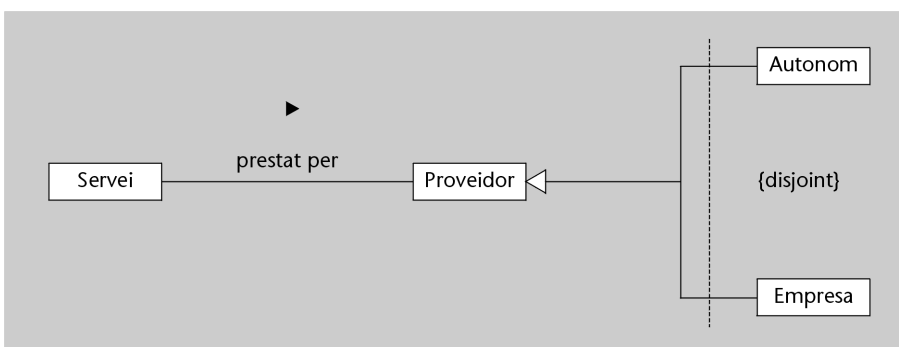 Autonom
prestat per
Servei
Proveidor
{disjoint}
Empresa